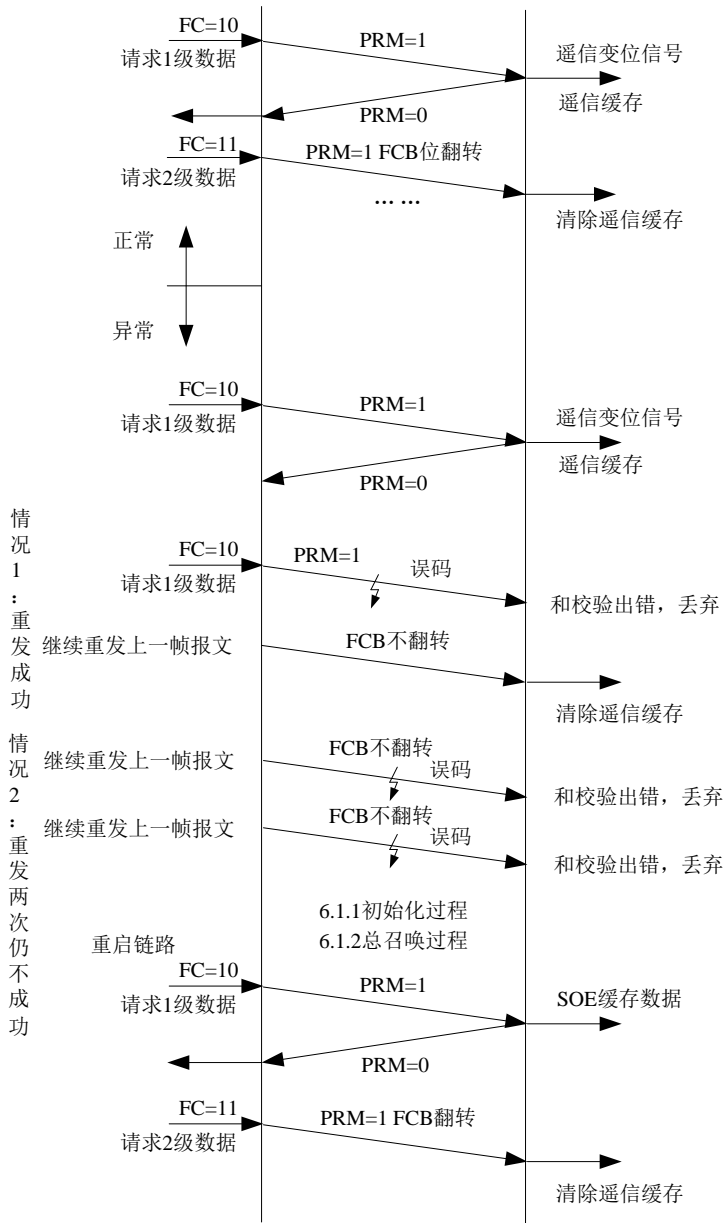 FC=10
请求1级数据
PRM=1
遥信变位信号
遥信缓存
PRM=0
FC=11
请求2级数据
PRM=1 FCB位翻转
... ...
清除遥信缓存
正常
异常
FC=10
请求1级数据
PRM=1
遥信变位信号
遥信缓存
PRM=0
情况1：重发成功
FC=10
请求1级数据
PRM=1
误码
和校验出错，丢弃
继续重发上一帧报文
FCB不翻转
清除遥信缓存
情况2：重发两次仍不成功
继续重发上一帧报文
FCB不翻转
误码
和校验出错，丢弃
继续重发上一帧报文
FCB不翻转
误码
和校验出错，丢弃
6.1.1初始化过程
6.1.2总召唤过程
重启链路
FC=10
请求1级数据
PRM=1
SOE缓存数据
PRM=0
FC=11
请求2级数据
PRM=1 FCB翻转
清除遥信缓存